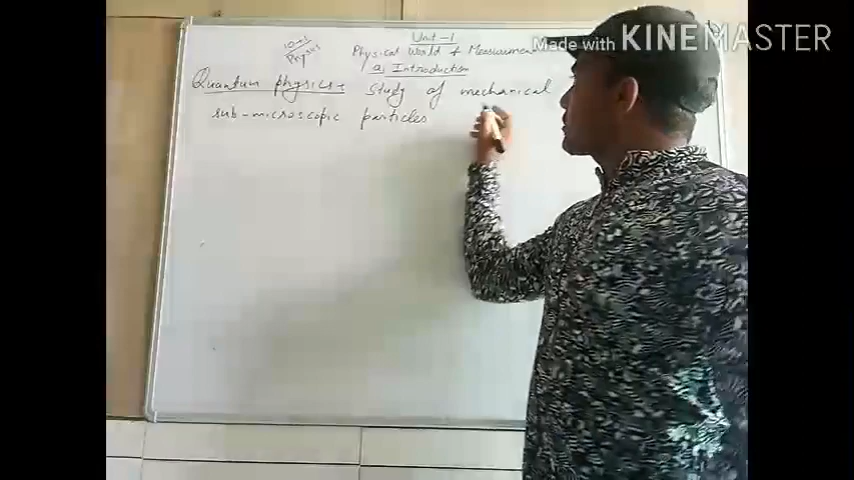 Made with KINEMASTER
Unit-1
10+1
Physics
Physical World & Measuremen
a, Introduction
Quantum physics:- study of mechanical
sub-microscopic particles